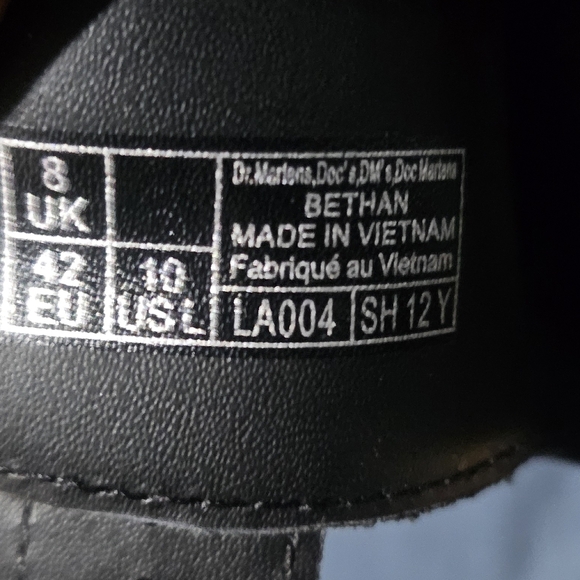 8
UK
42
EU
10
US L
Dr.Martens,Doc's,DM's,Doc Martens
BETHAN
MADE IN VIETNAM
Fabriqué au Vietnam
LA004
SH 12 Y